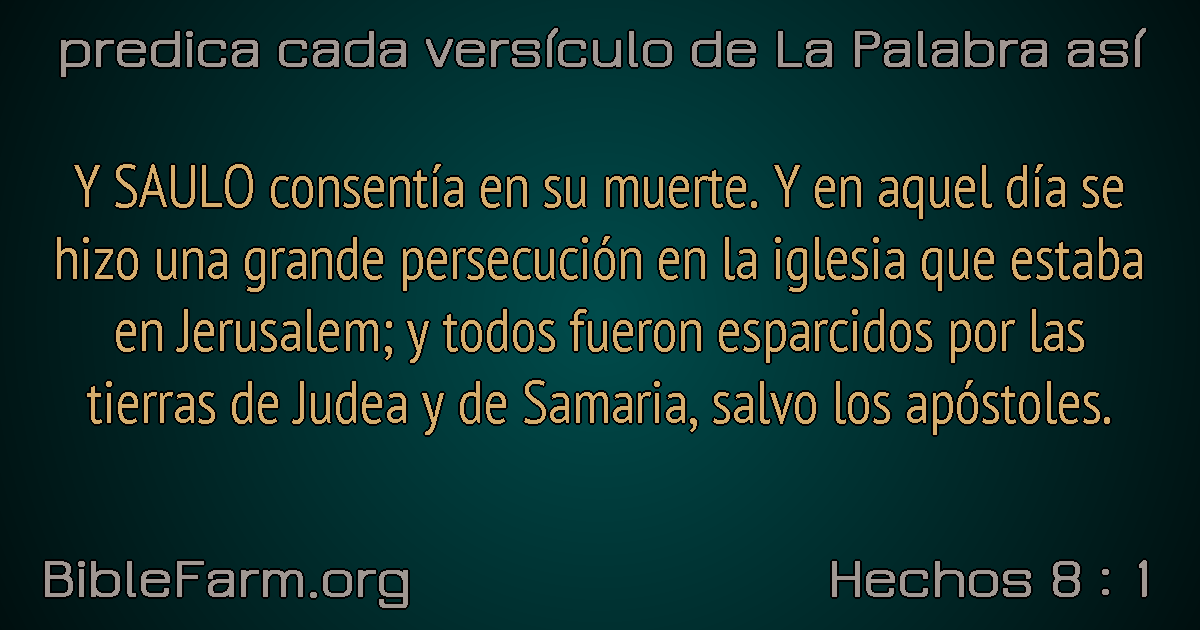 predica cada versículo de La Palabra así
Y SAULO consentía en su muerte. Y en aquel día se
hizo una grande persecución en la iglesia que estaba
en Jerusalem; y todos fueron esparcidos por las
tierras de Judea y de Samaria, salvo los apóstoles.
BibleFarm.org
Hechos 8 : 1